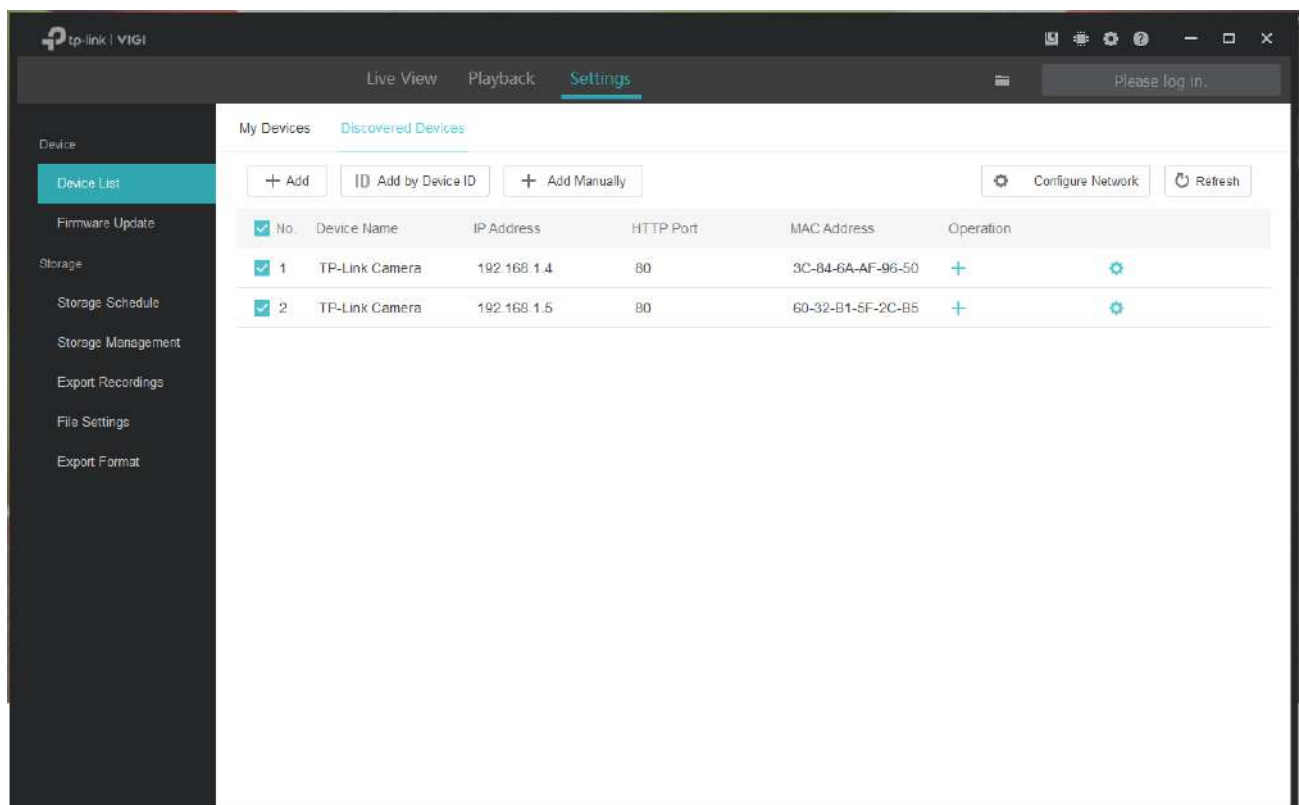 tp-link | VIGI
Live View Playback Settings Please log in.
My Devices Discovered Devices
Device
Device List
Firmware Update
Storage
Storage Schedule
Storage Management
Export Recordings
File Settings
Export Format
+ Add ID Add by Device ID + Add Manually Configure Network Refresh
No. Device Name IP Address HTTP Port MAC Address Operation
1 TP-Link Camera 192.168.1.4 80 3C-84-6A-AF-96-50 +
2 TP-Link Camera 192.168.1.5 80 60-32-B1-5F-2C-B5 +